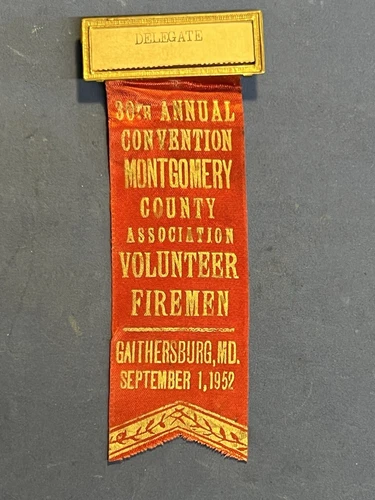 DELEGATE
30TH ANNUAL
CONVENTION
MONTGOMERY
COUNTY
ASSOCIATION
VOLUNTEER
FIREMEN
GAITHERSBURG, MD.
SEPTEMBER 1, 1952